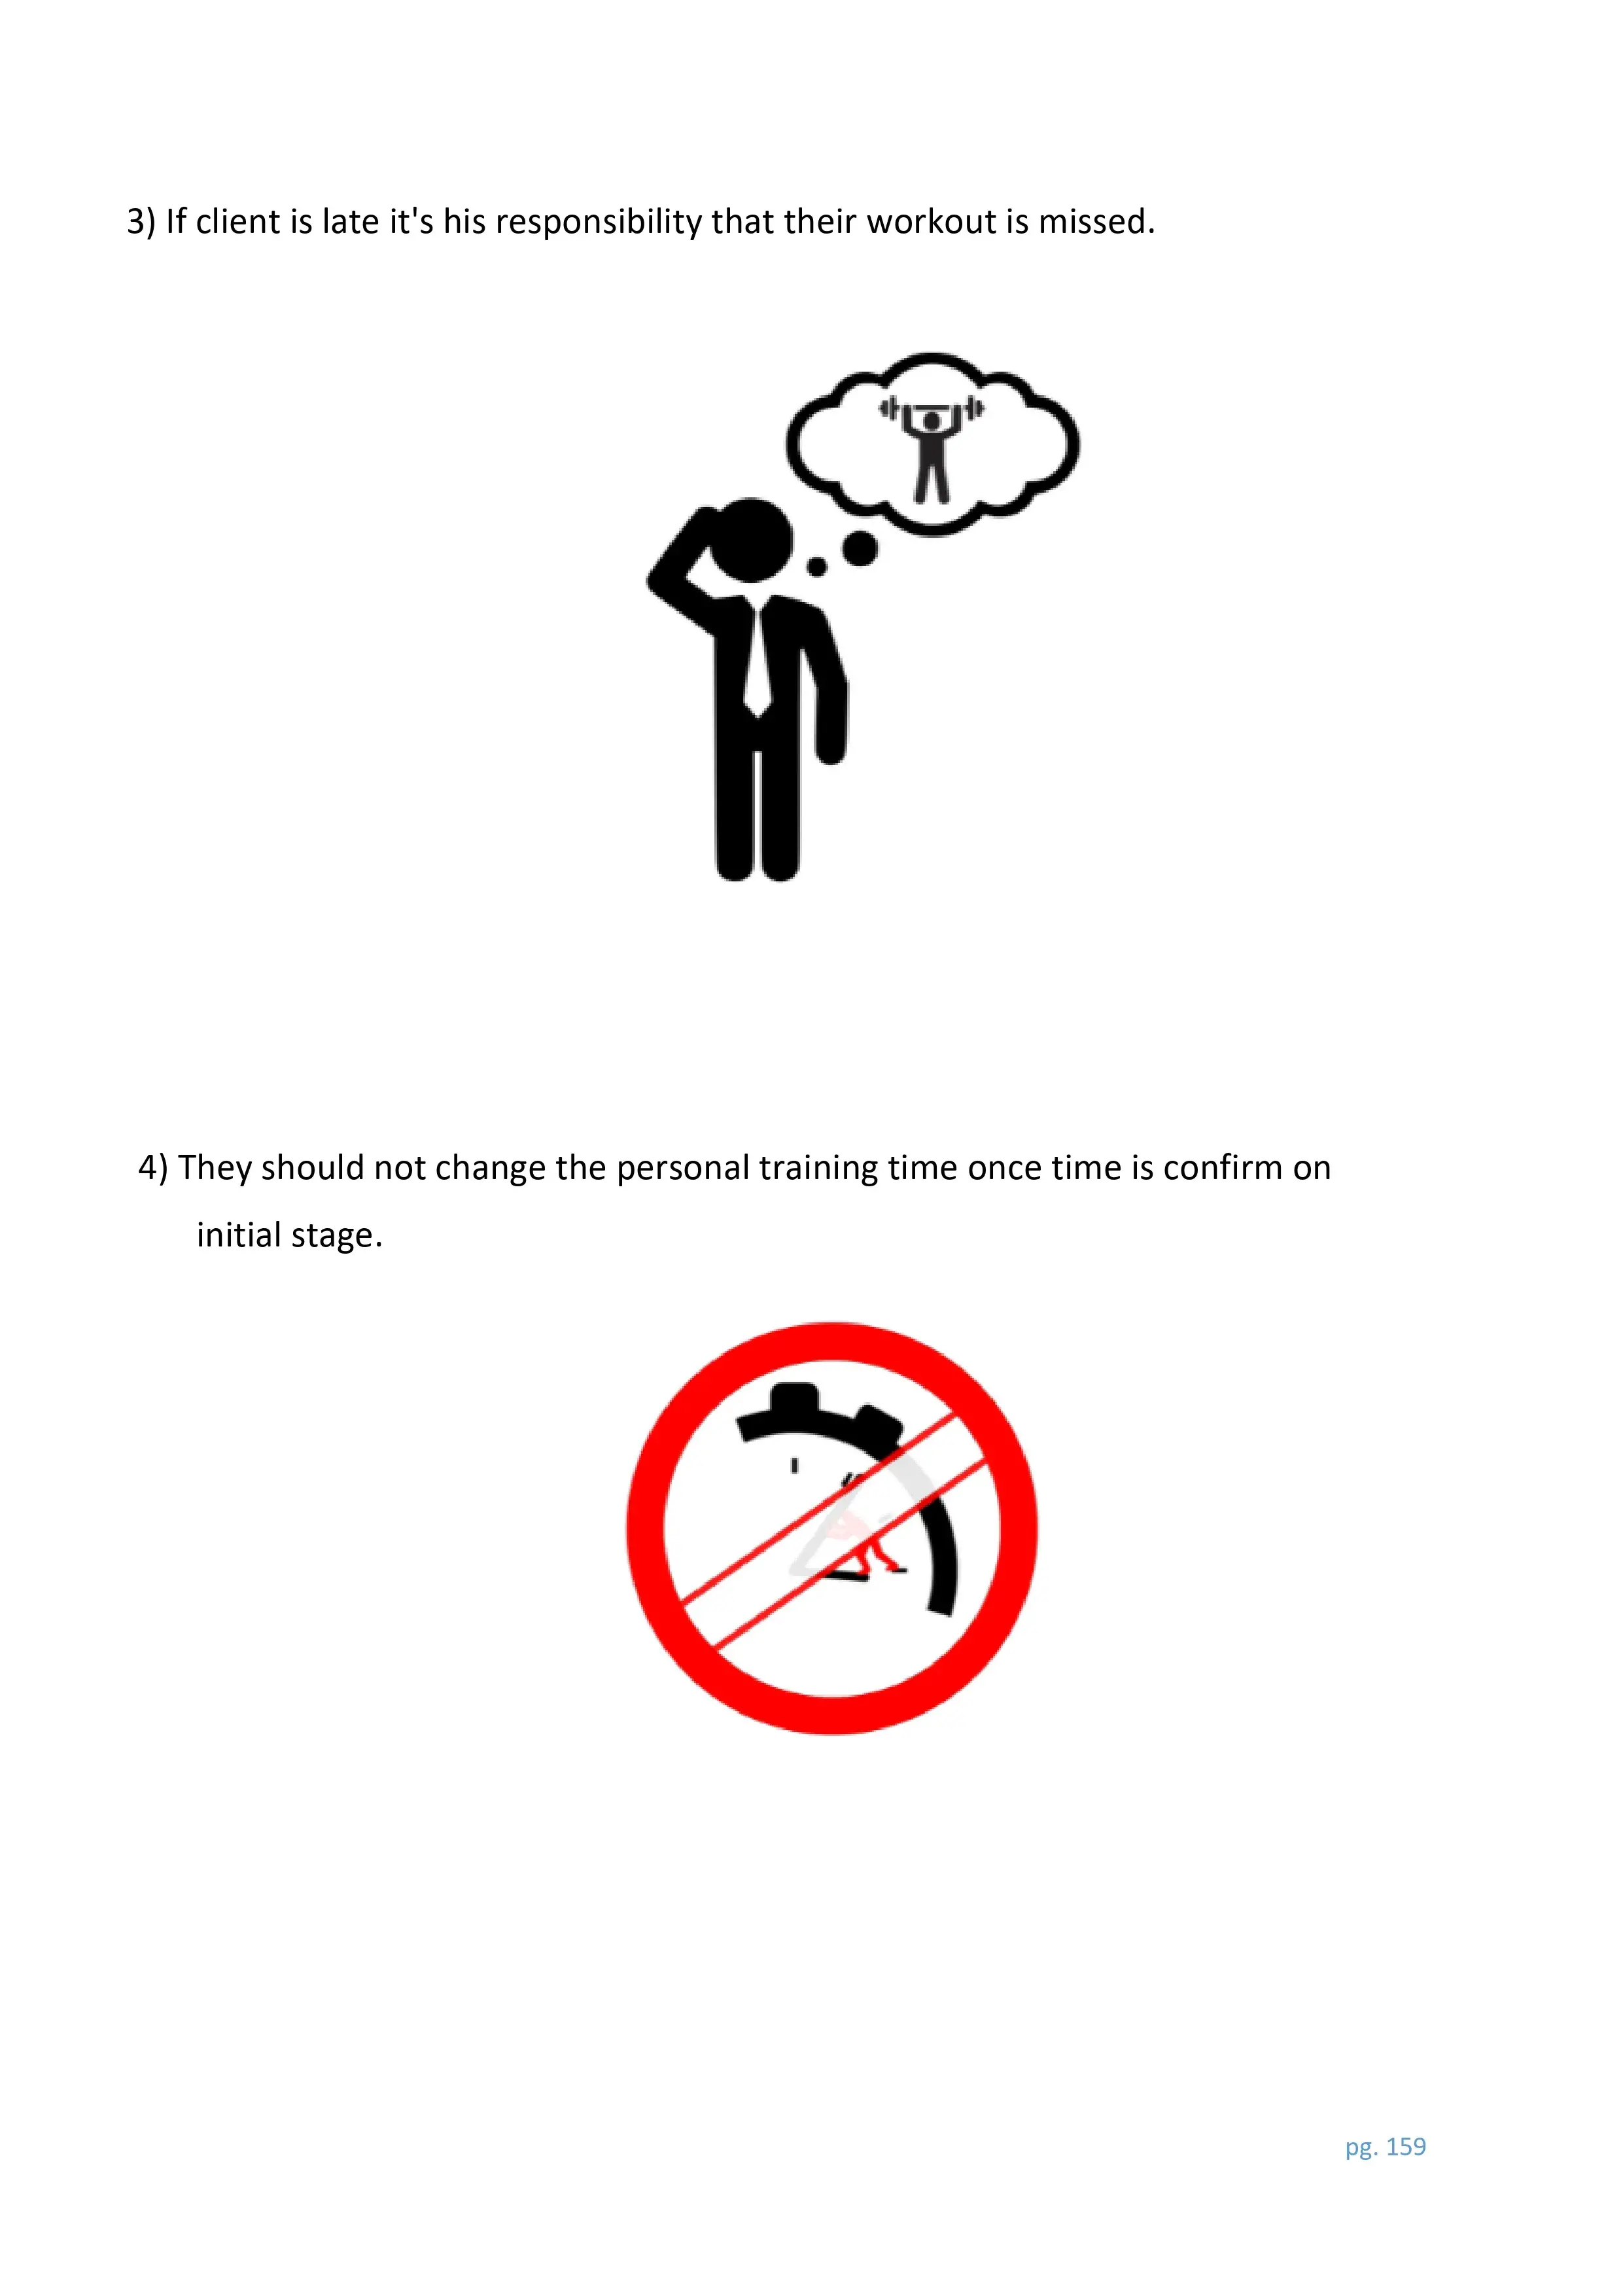 3) If client is late it's his responsibility that their workout is missed.
4) They should not change the personal training time once time is confirm on
initial stage.
pg. 159